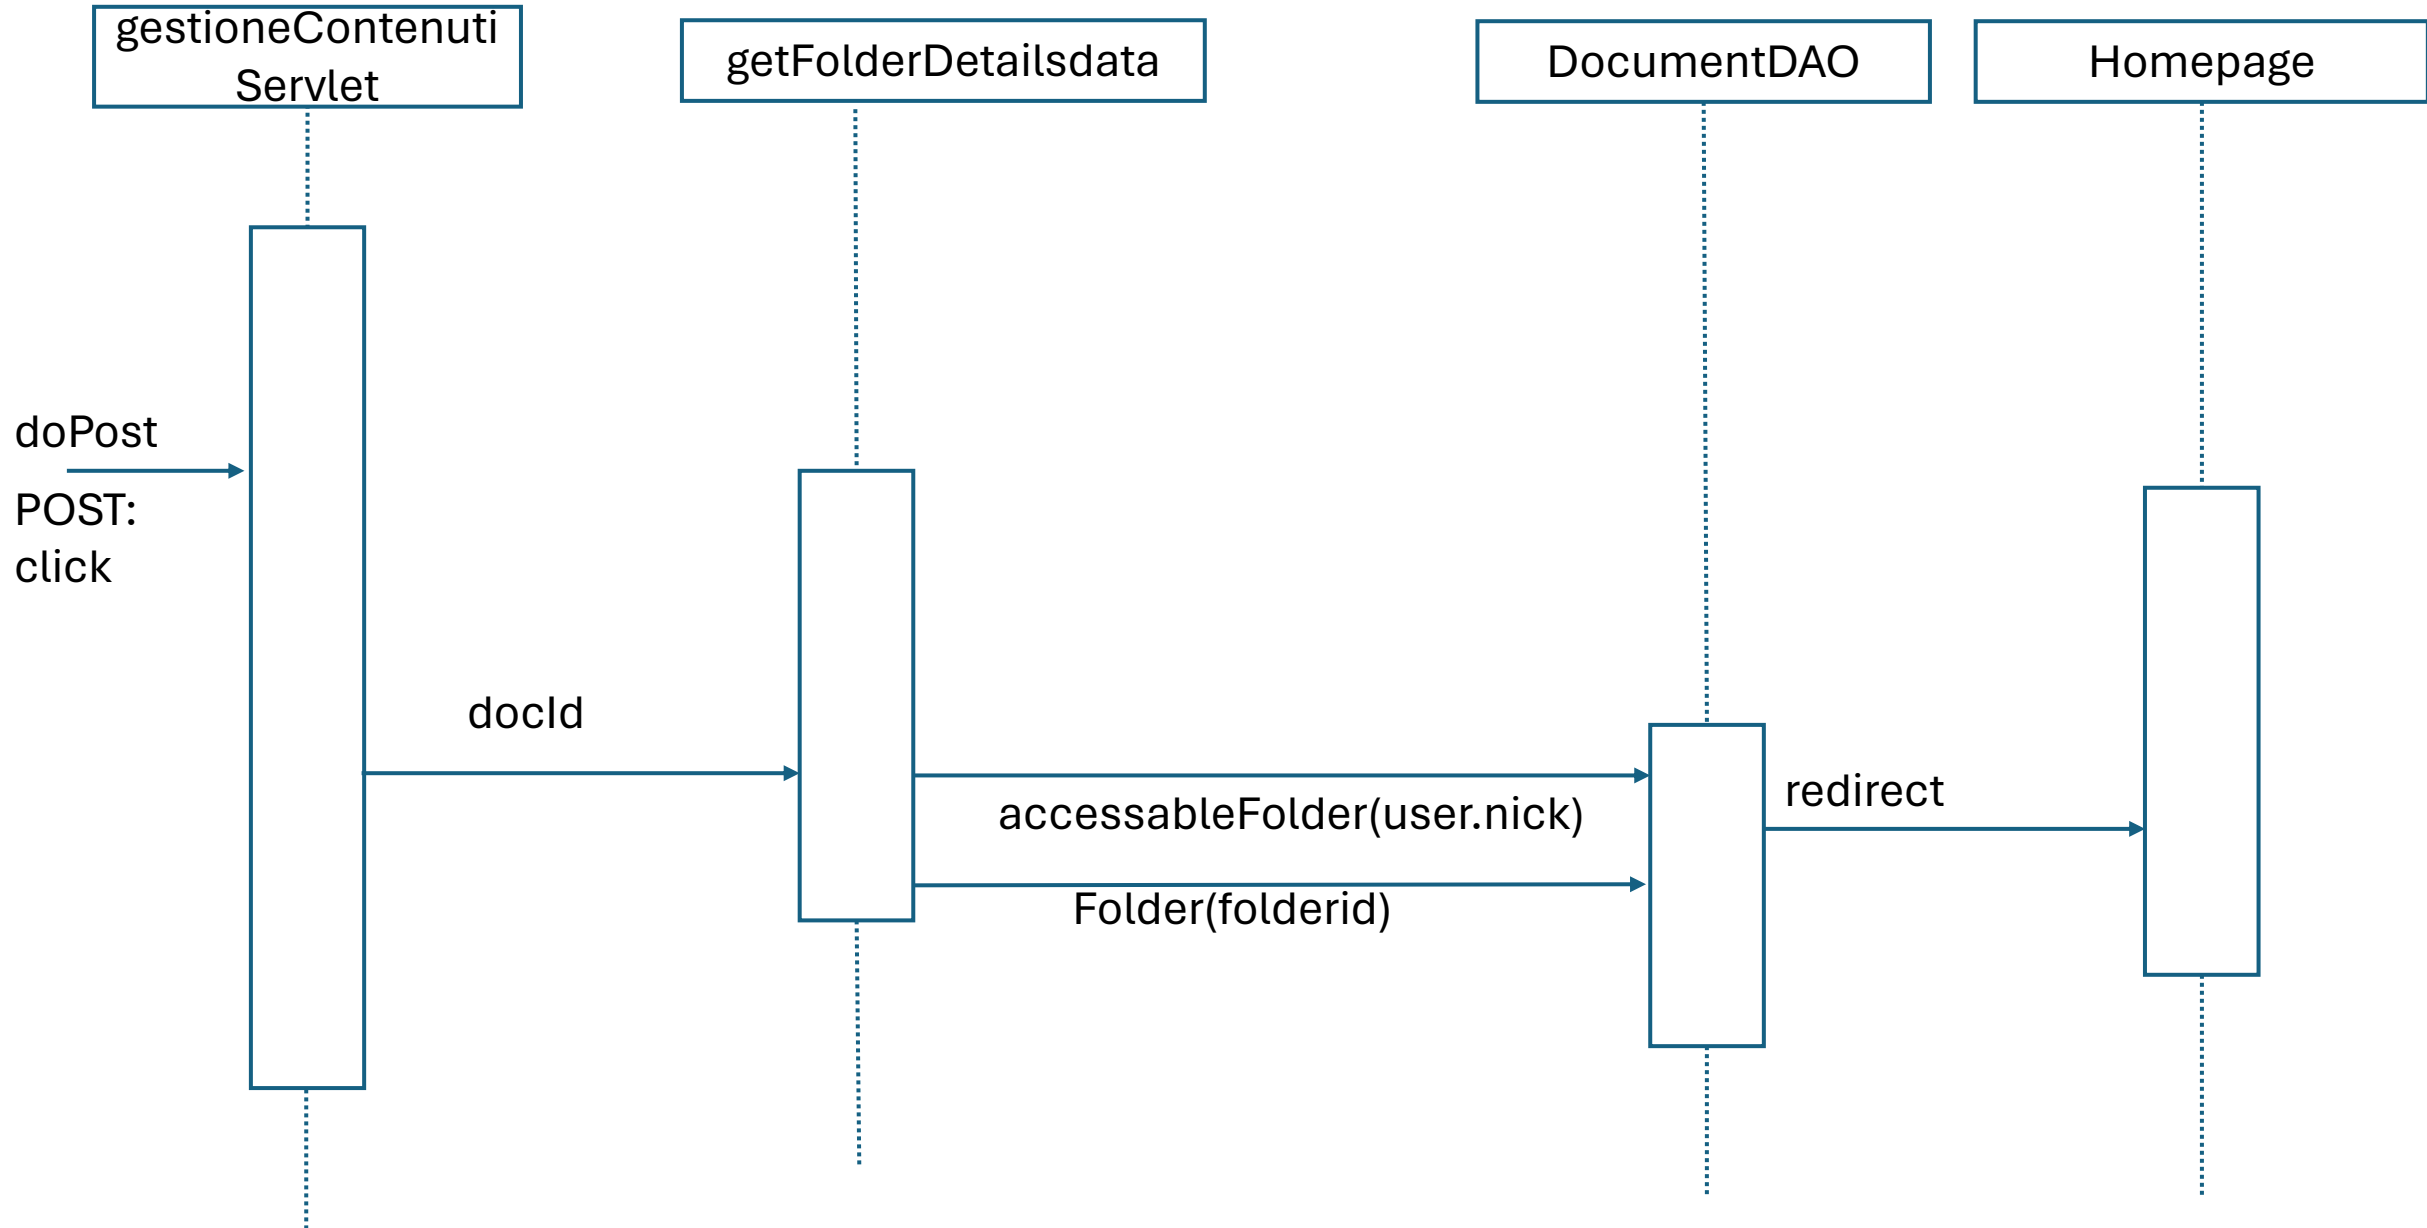 gestioneContenuti
Servlet
getFolderDetailsdata
DocumentDAO
Homepage
doPost
POST:
click
docId
accessableFolder(user.nick)
redirect
Folder(folderid)